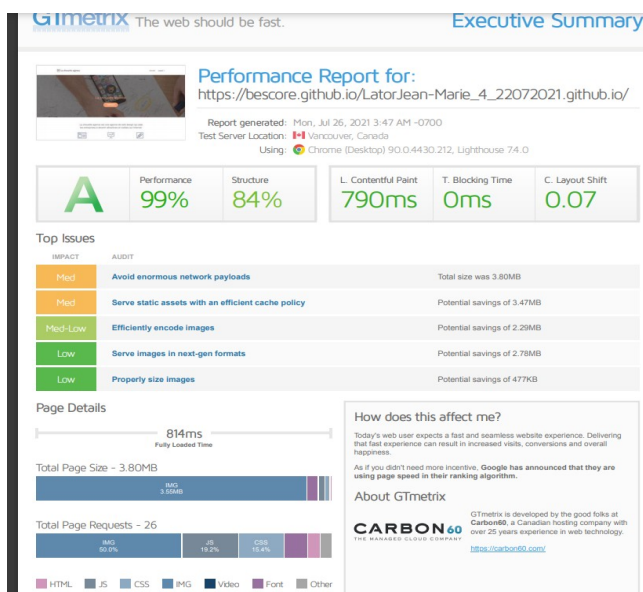 GTmetrix The web should be fast.
Executive Summary
Performance Report for:
https://bescore.github.io/LatorJean-Marie_4_22072021.github.io/
Report generated: Mon, Jul 26, 2021 3:47 AM -0700
Test Server Location: Vancouver, Canada
Using: Chrome (Desktop) 90.0.4430.212, Lighthouse 7.4.0
A
Performance
99%
Structure
84%
L. Contentful Paint
790ms
T. Blocking Time
0ms
C. Layout Shift
0.07
Top Issues
IMPACT AUDIT
Med Avoid enormous network payloads Total size was 3.80MB
Med Serve static assets with an efficient cache policy Potential savings of 3.47MB
Med-Low Efficiently encode images Potential savings of 2.29MB
Low Serve images in next-gen formats Potential savings of 2.78MB
Low Properly size images Potential savings of 477KB
Page Details
814ms
Fully Loaded Time
Total Page Size - 3.80MB
IMG
3.55MB
Total Page Requests - 26
IMG
50.0%
JS
19.2%
CSS
15.4%
HTML JS CSS IMG Video Font Other
How does this affect me?
Today's web user expects a fast and seamless website experience. Delivering
that fast experience can result in increased visits, conversions and overall
happiness.
As if you didn't need more incentive, Google has announced that they are
using page speed in their ranking algorithm.
About GTmetrix
CARBON60
THE MANAGED CLOUD COMPANY
GTmetrix is developed by the good folks at
Carbon60, a Canadian hosting company with
over 25 years experience in web technology.
https://carbon60.com/